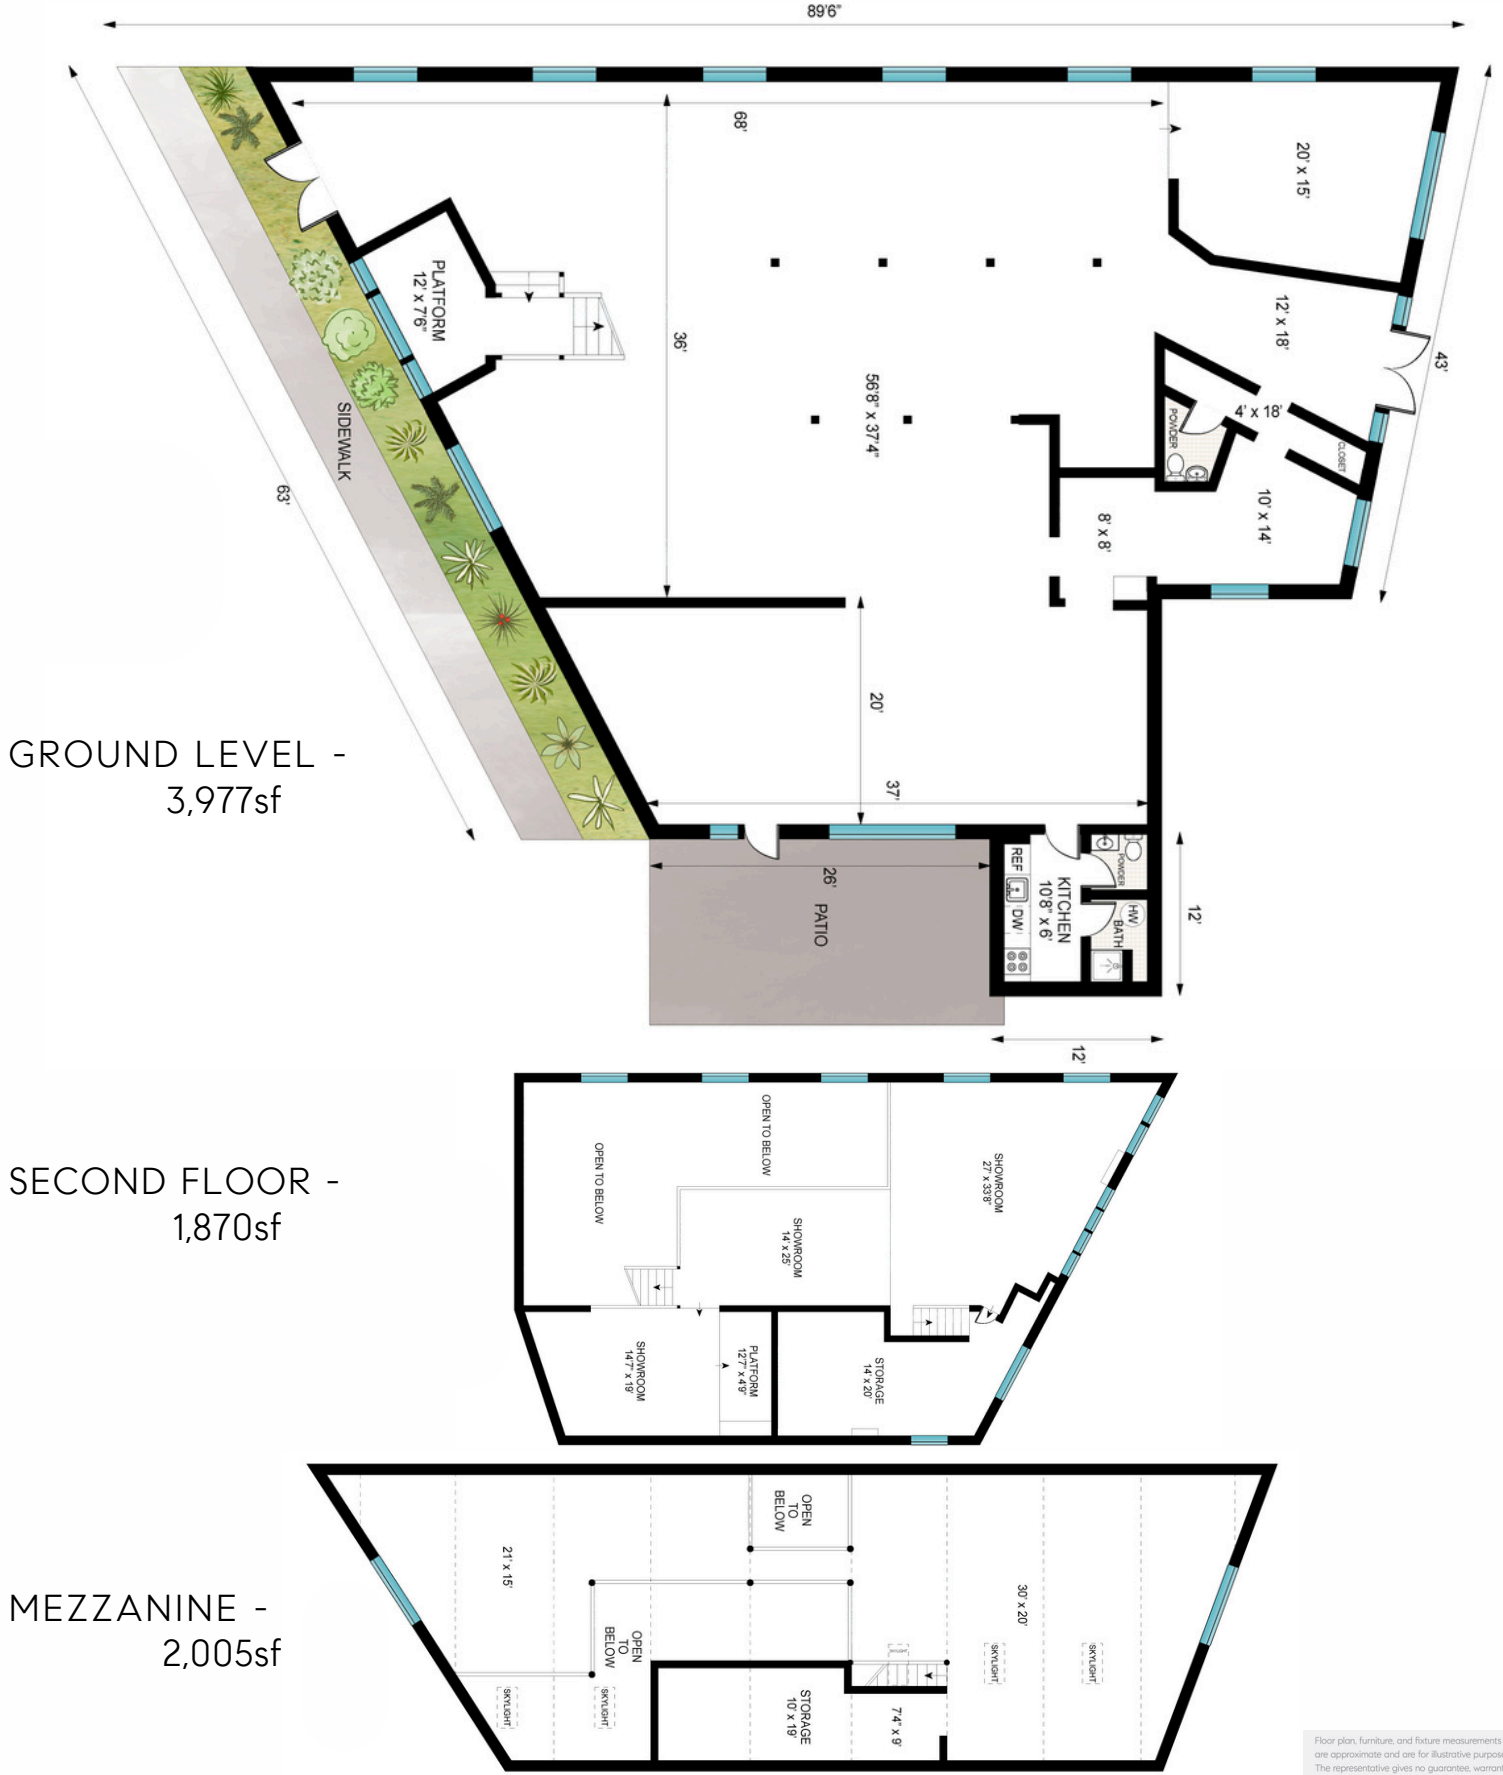 89'6"
68'
20' x 15'
PLATFORM
12' x 7'6"
36'
12' x 18'
43'
56'8" x 37'4"
4' x 18'
POWDER
CLOSET
SIDEWALK
63'
8' x 8'
10' x 14'
20'
GROUND LEVEL -
3,977sf
37'
26'
PATIO
REF
DW
KITCHEN
10'8" x 6'
POWDER
HW
BATH
12'
12'
OPEN TO BELOW
OPEN TO BELOW
SHOWROOM
27' x 33'8"
SECOND FLOOR -
1,870sf
SHOWROOM
14' x 25'
SHOWROOM
14'7" x 19'
PLATFORM
12'7" x 4'9"
STORAGE
14' x 20'
OPEN
TO
BELOW
21' x 15'
30' x 20'
MEZZANINE -
2,005sf
OPEN
TO
BELOW
SKYLIGHT
SKYLIGHT
SKYLIGHT
SKYLIGHT
STORAGE
10' x 19'
7'4" x 9'
Floor plan, furniture, and fixture measurements
are approximate and are for illustrative purpose
The representative gives no guarantee, warrant